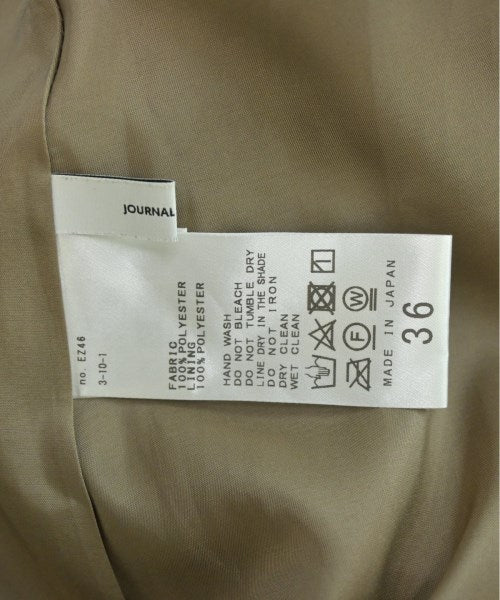 JOURNAL
no. EZ46
3-10-1
FABRIC
100% POLYESTER
LINING
100% POLYESTER
HAND WASH
DO NOT BLEACH
DO NOT TUMBLE DRY
LINE DRY IN THE SHADE
DO NOT IRON
DRY CLEAN
WET CLEAN
F W
MADE IN JAPAN
36